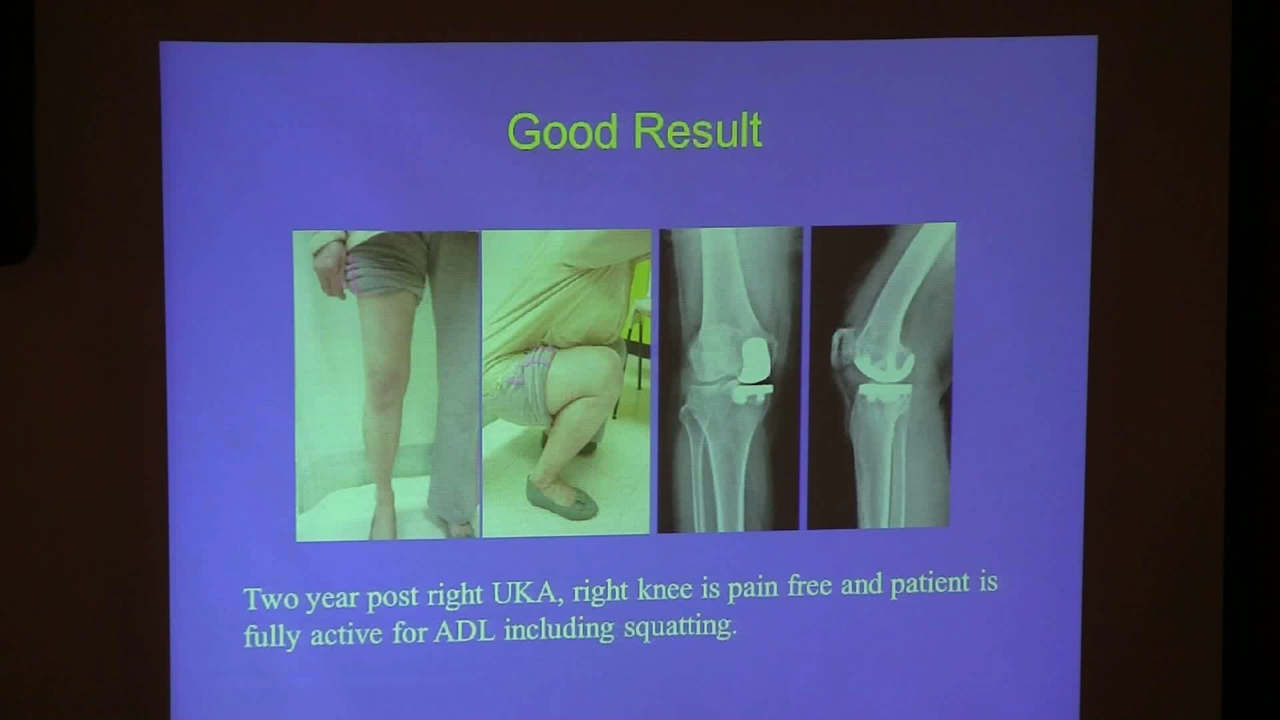 Good Result
Two year post right UKA, right knee is pain free and patient is
fully active for ADL including squatting.